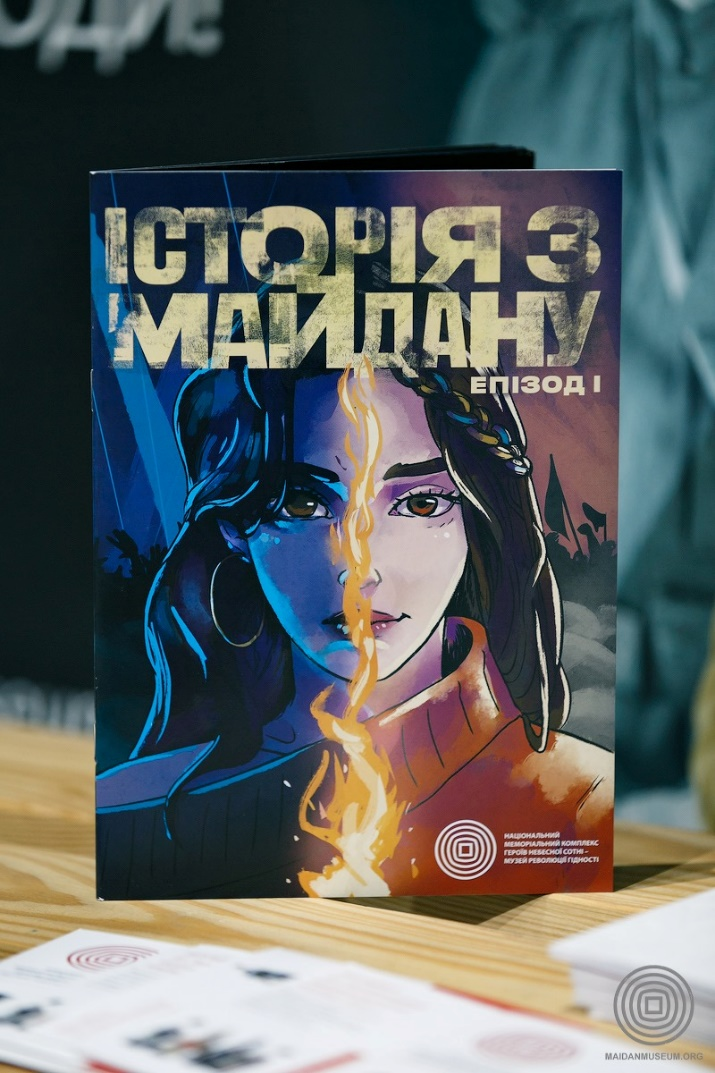 ІСТОРІЯ З
МАЙДАНУ
ЕПІЗОД І
НАЦІОНАЛЬНИЙ
МЕМОРІАЛЬНИЙ КОМПЛЕКС
ГЕРОЇВ НЕБЕСНОЇ СОТНІ –
МУЗЕЙ РЕВОЛЮЦІЇ ГІДНОСТІ
MAIDANMUSEUM.ORG